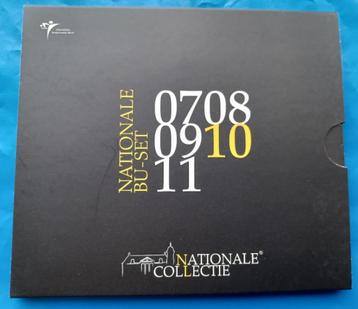 NATIONALE
BU-SET
0708
0910
11
NATIONALE®
COLLECTIE